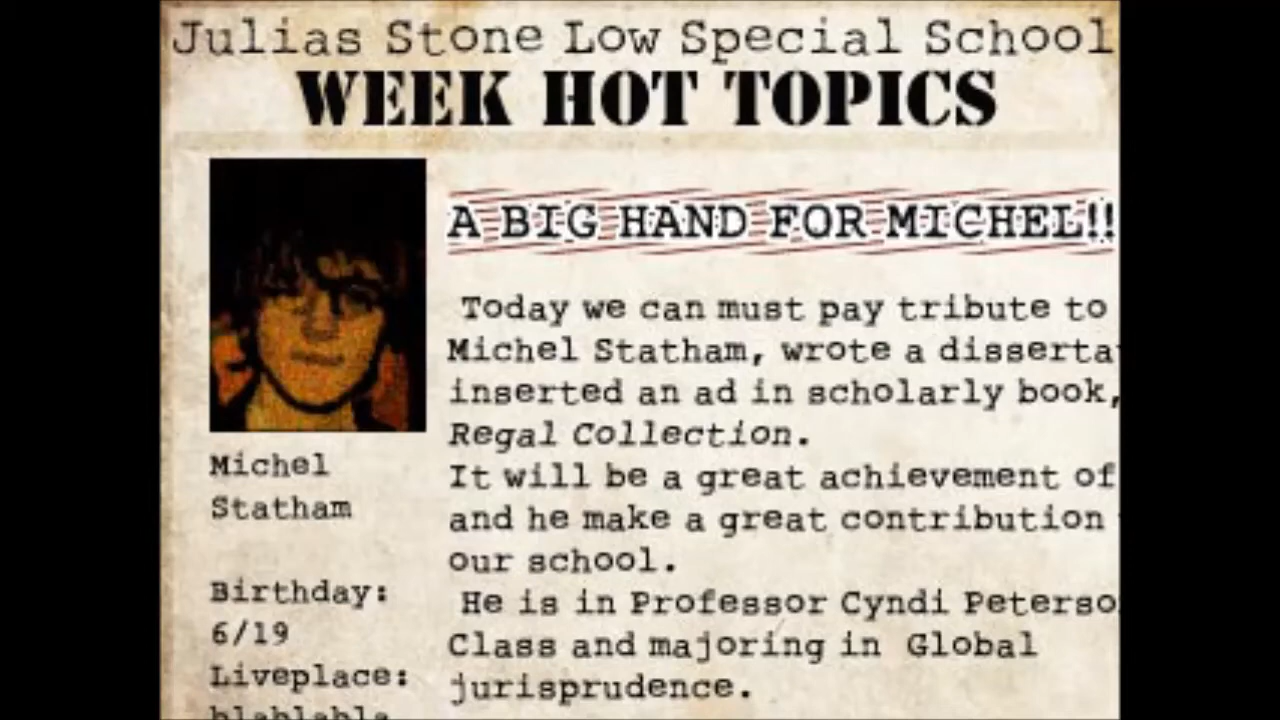 Julias Stone Low Special School
WEEK HOT TOPICS
A BIG HAND FOR MICHEL!!
Today we can must pay tribute to
Michel Statham, wrote a disserta
inserted an ad in scholarly book,
Regal Collection.
It will be a great achievement of
and he make a great contribution
our school.
He is in Professor Cyndi Peterso
Class and majoring in Global
jurisprudence.
Michel
Statham
Birthday:
6/19
Liveplace:
blablabla